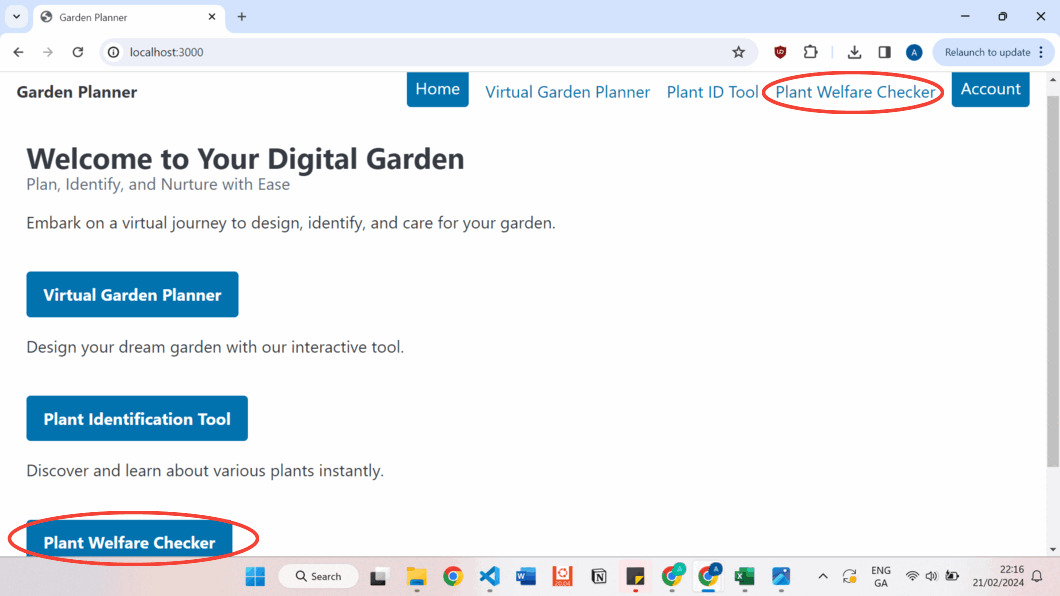 Garden Planner
localhost:3000
A
Relaunch to update
Garden Planner
Home
Virtual Garden Planner
Plant ID Tool
Plant Welfare Checker
Account
Welcome to Your Digital Garden
Plan, Identify, and Nurture with Ease
Embark on a virtual journey to design, identify, and care for your garden.
Virtual Garden Planner
Design your dream garden with our interactive tool.
Plant Identification Tool
Discover and learn about various plants instantly.
Plant Welfare Checker
Search
20.04
A
A
ENG
GA
22:16
21/02/2024